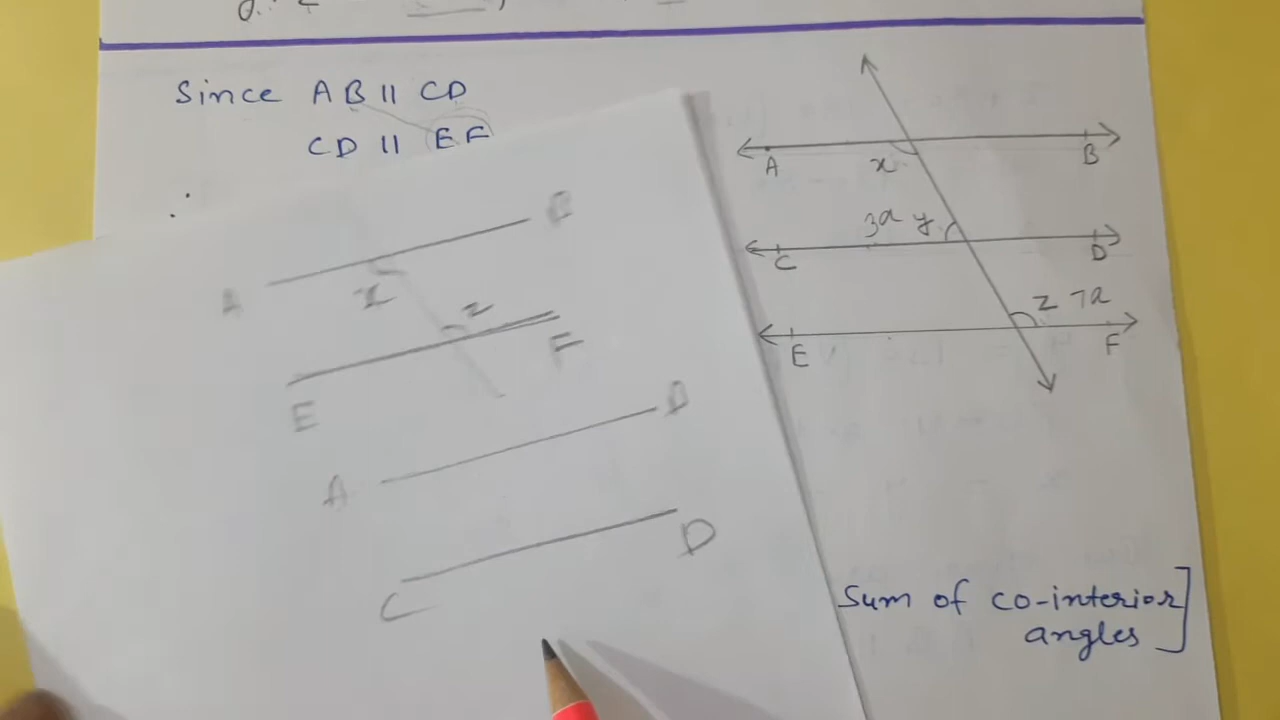 Since AB || CD
CD || EF
∴
A B
x
z
E F
A B
C D
A x B
3a y
C D
z 7a
E F
Sum of co-interior
angles]